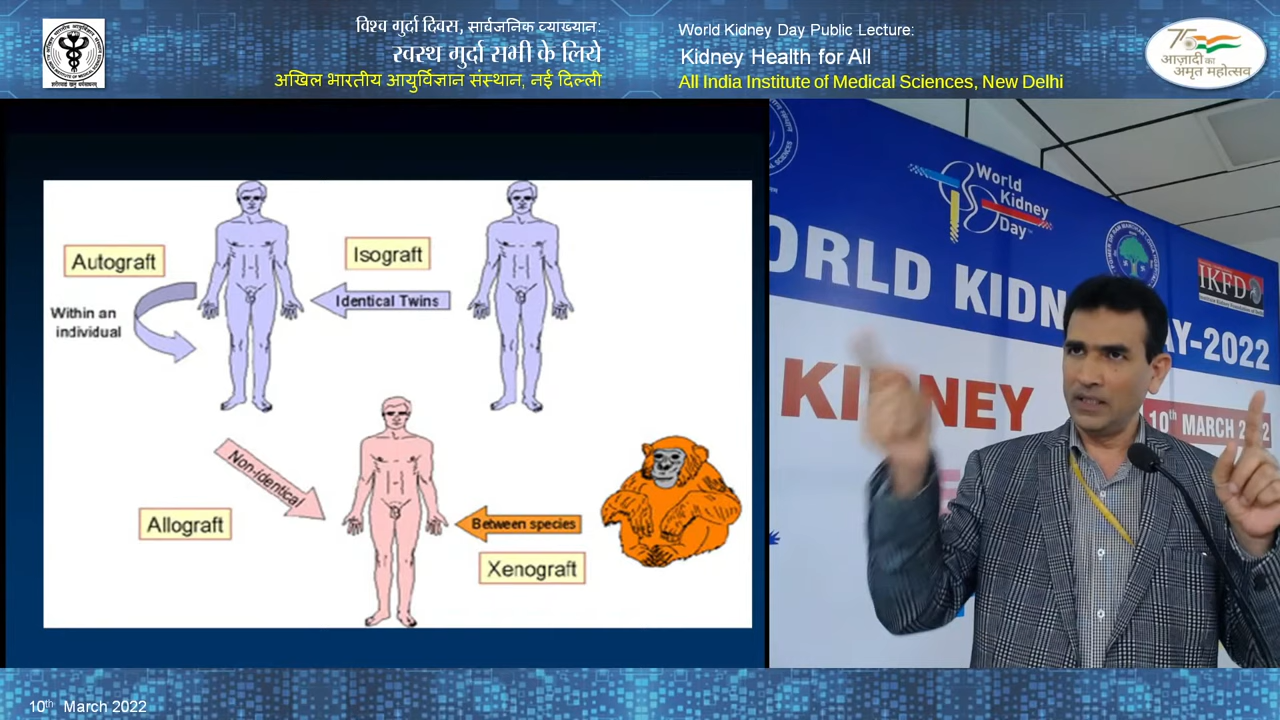 विश्व गुर्दा दिवस, सार्वजनिक व्याख्यान:
स्वस्थ गुर्दा सभी के लिये
अखिल भारतीय आयुर्विज्ञान संस्थान, नई दिल्ली
World Kidney Day Public Lecture:
Kidney Health for All
All India Institute of Medical Sciences, New Delhi
75
आज़ादी का
अमृत महोत्सव
Autograft
Within an
individual
Isograft
Identical Twins
Non-identical
Allograft
Between species
Xenograft
World
Kidney
Day
ORLD KIDN AY-2022
IKFD
KI NEY
10th MARCH 2 2
10th March 2022